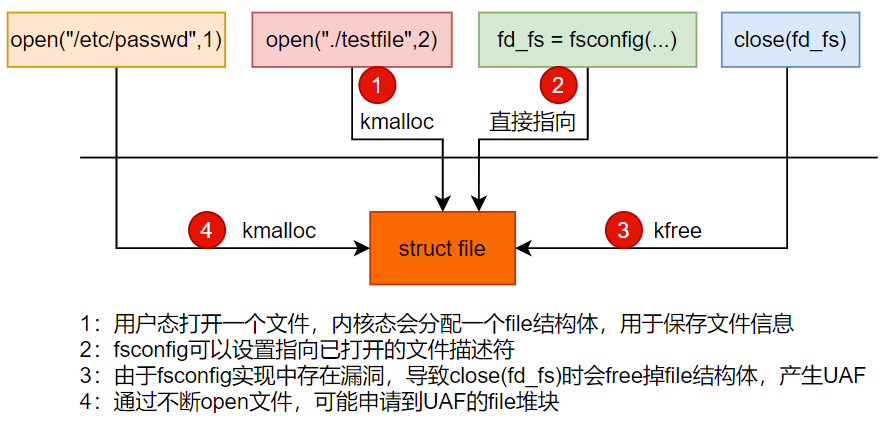 open("/etc/passwd",1)
open("./testfile",2)
fd_fs = fsconfig(...)
close(fd_fs)
1
2
kmalloc
直接指向
4
kmalloc
struct file
3
kfree
1：用户态打开一个文件，内核态会分配一个file结构体，用于保存文件信息
2：fsconfig可以设置指向已打开的文件描述符
3：由于fsconfig实现中存在漏洞，导致close(fd_fs)时会free掉file结构体，产生UAF
4：通过不断open文件，可能申请到UAF的file堆块